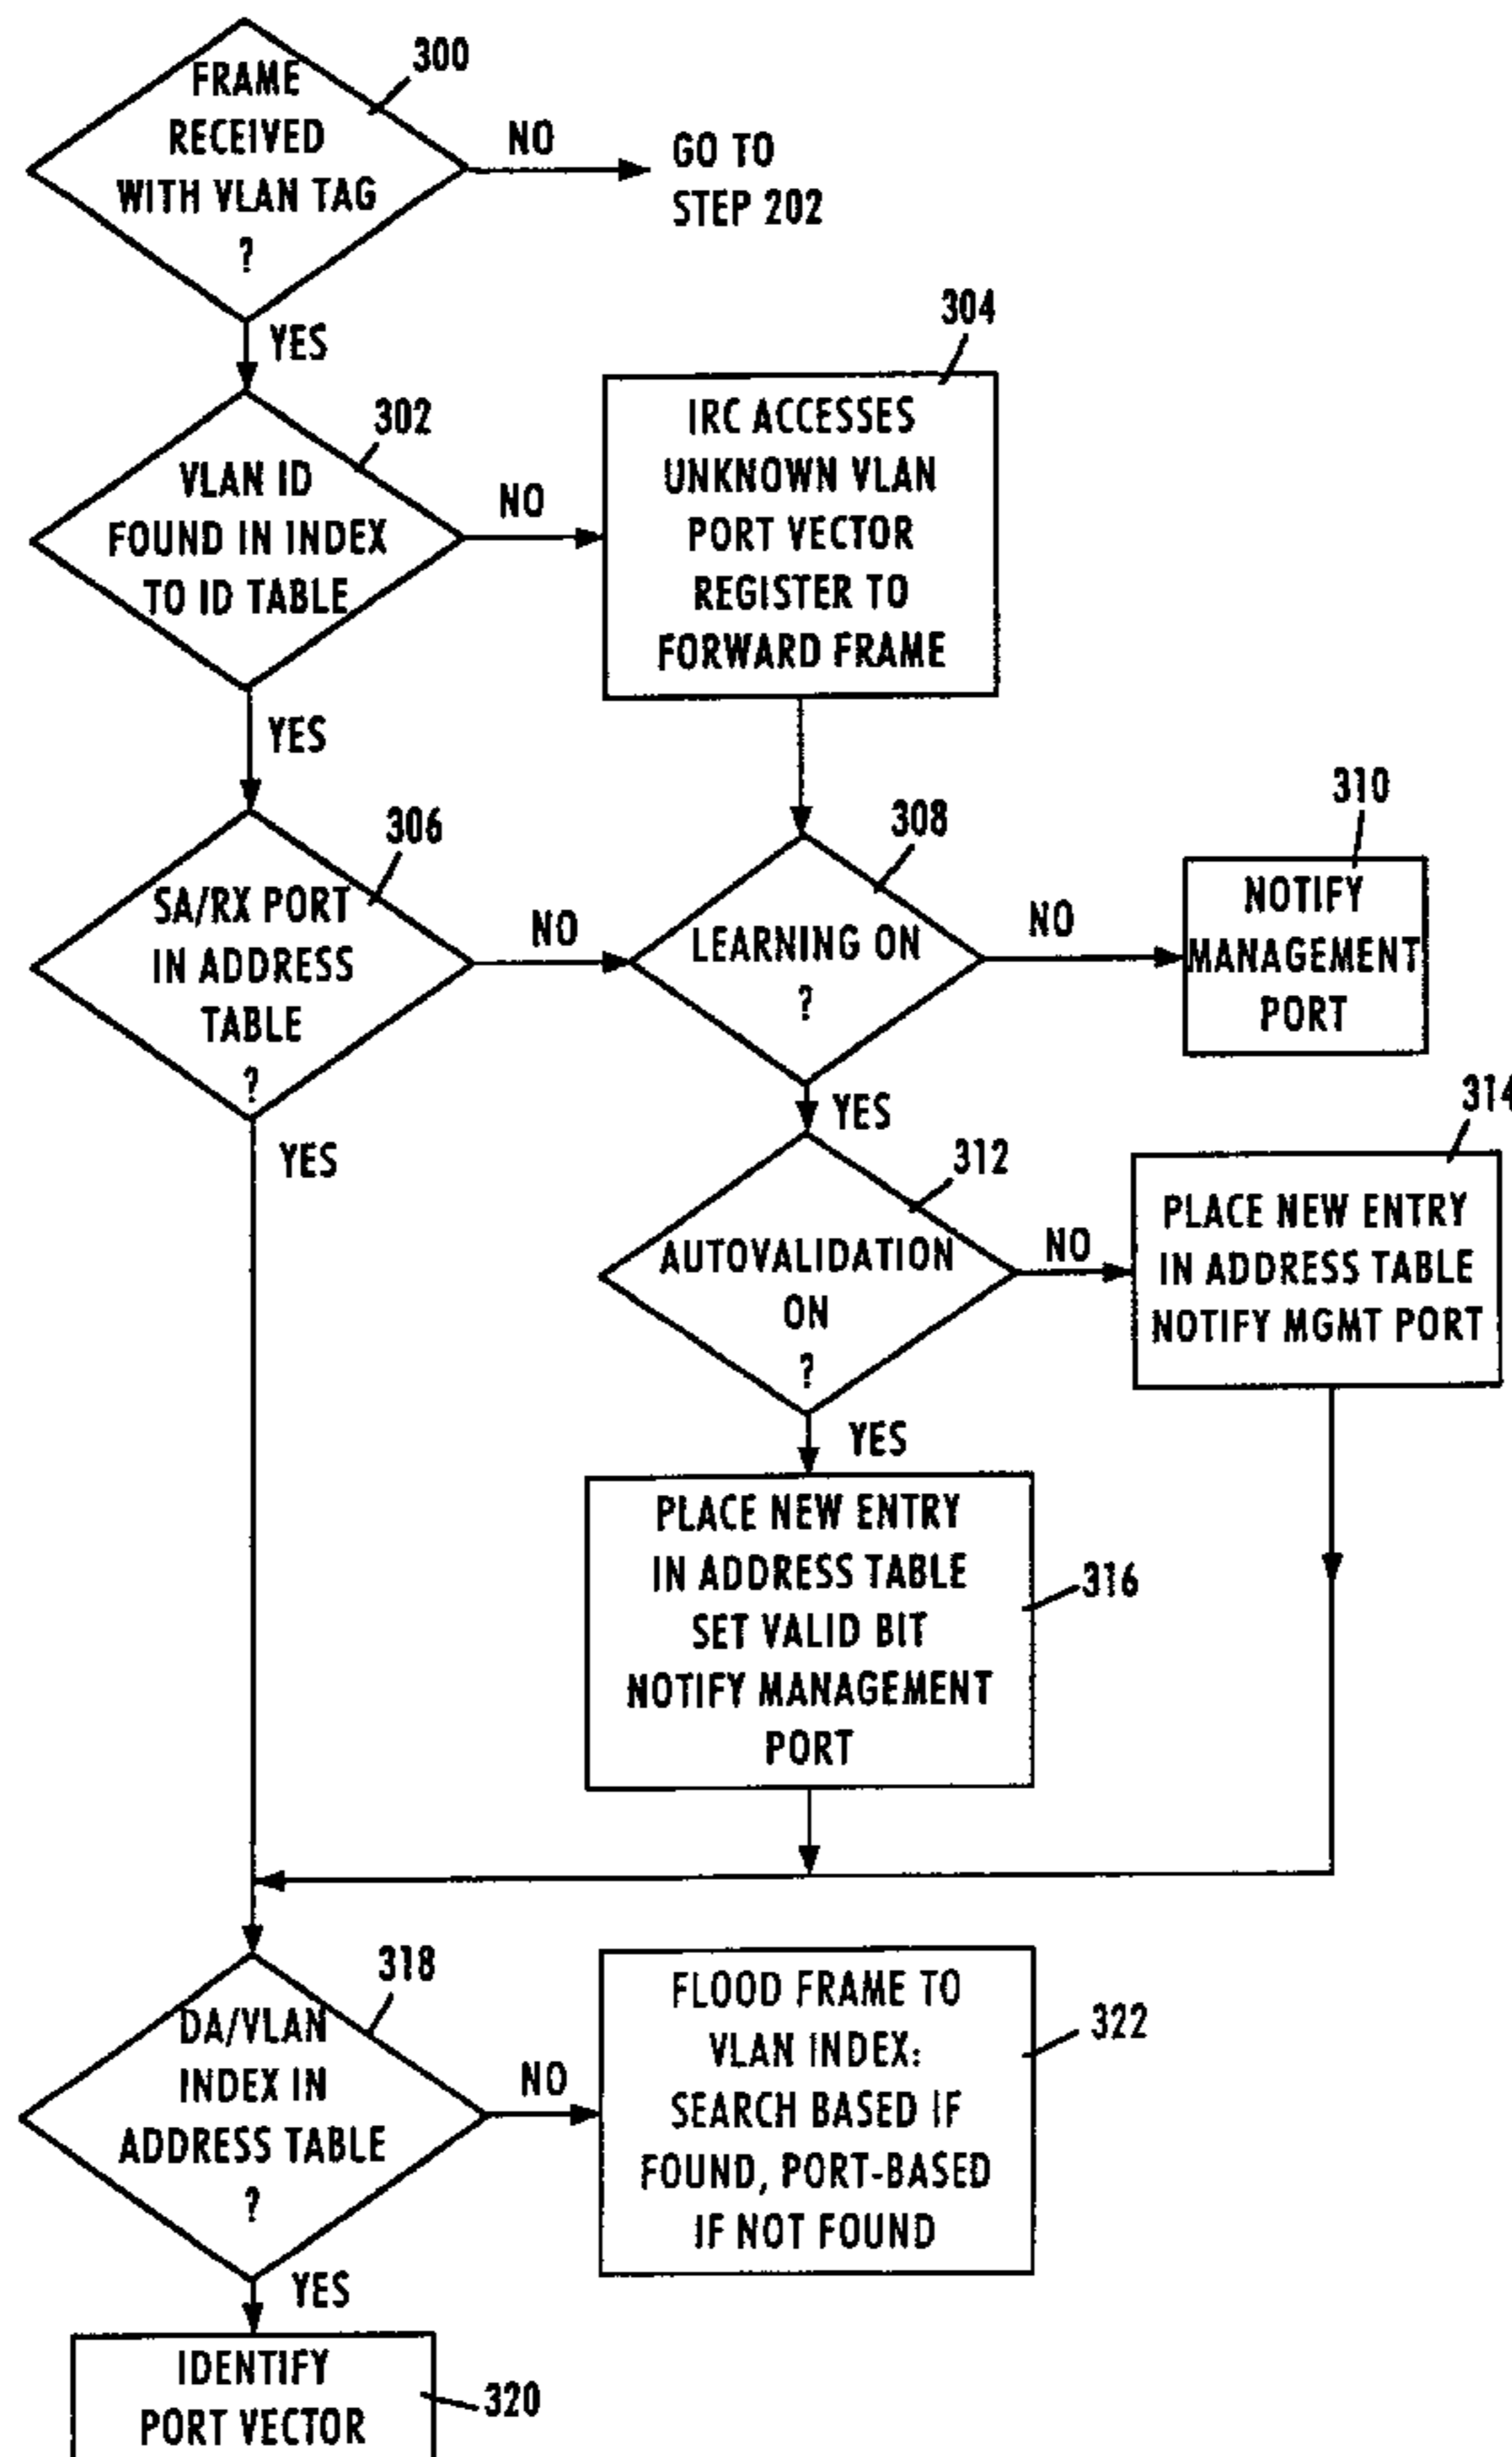 300
FRAME
RECEIVED
WITH VLAN TAG
?
NO
GO TO
STEP 202
YES
302
VLAN ID
FOUND IN INDEX
TO ID TABLE
NO
304
IRC ACCESSES
UNKNOWN VLAN
PORT VECTOR
REGISTER TO
FORWARD FRAME
YES
306
SA/RX PORT
IN ADDRESS
TABLE
?
NO
308
LEARNING ON
?
NO
310
NOTIFY
MANAGEMENT
PORT
YES
YES
312
AUTOVALIDATION
ON
?
NO
314
PLACE NEW ENTRY
IN ADDRESS TABLE
NOTIFY MGMT PORT
YES
PLACE NEW ENTRY
IN ADDRESS TABLE
SET VALID BIT
NOTIFY MANAGEMENT
PORT
316
318
DA/VLAN
INDEX IN
ADDRESS TABLE
?
NO
FLOOD FRAME TO
VLAN INDEX:
SEARCH BASED IF
FOUND, PORT-BASED
IF NOT FOUND
322
YES
IDENTIFY
PORT VECTOR
320